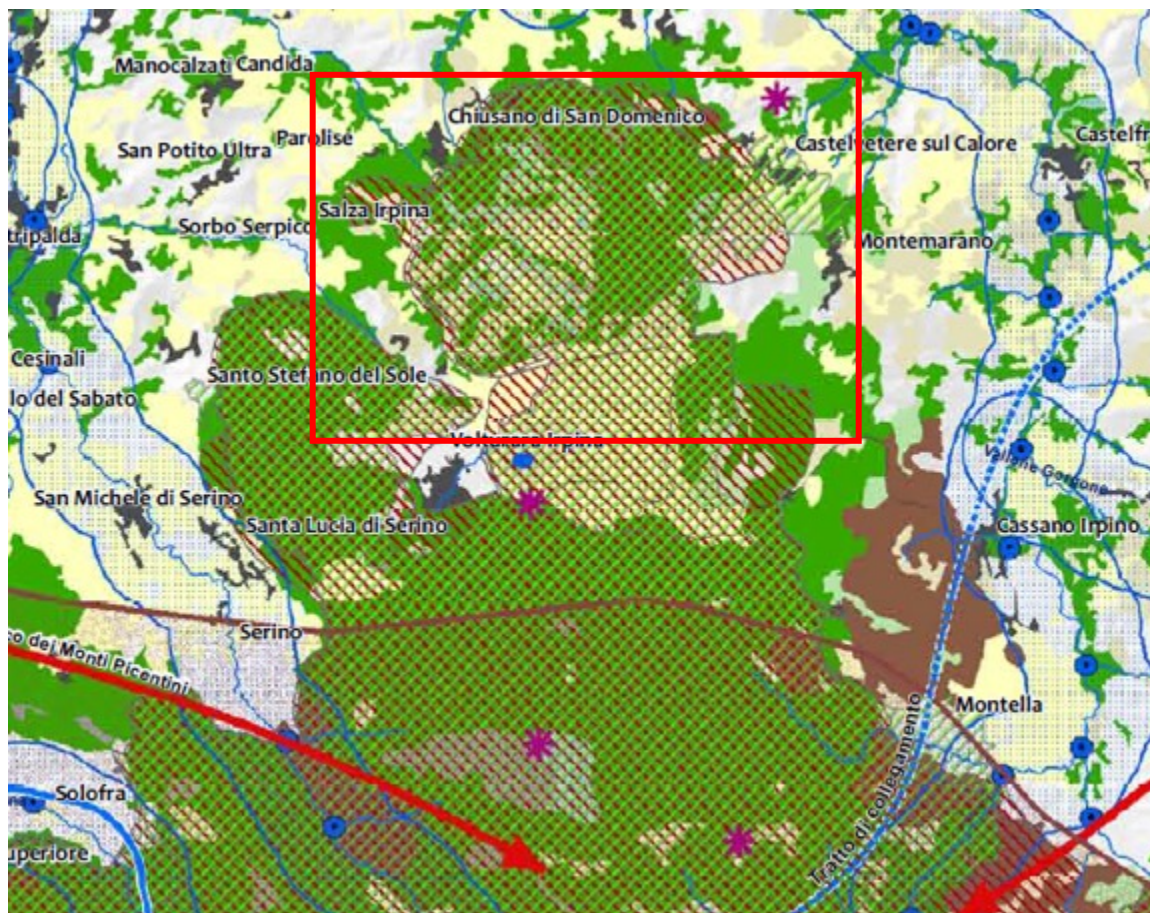 Manocalzati Candida
Chiusano di San Domenico
Parolise
San Potito Ultra
Castelvetere sul Calore
Castelfr
Salza Irpina
Sorbo Serpico
tripalda
Montemarano
Cesinali
Santo Stefano del Sole
lo del Sabato
Volturara Irpina
San Michele di Serino
Santa Lucia di Serino
Cassano Irpino
Serino
co dei Monti Picentini
Montella
Tratto di collegamento
Solofra
uperiore